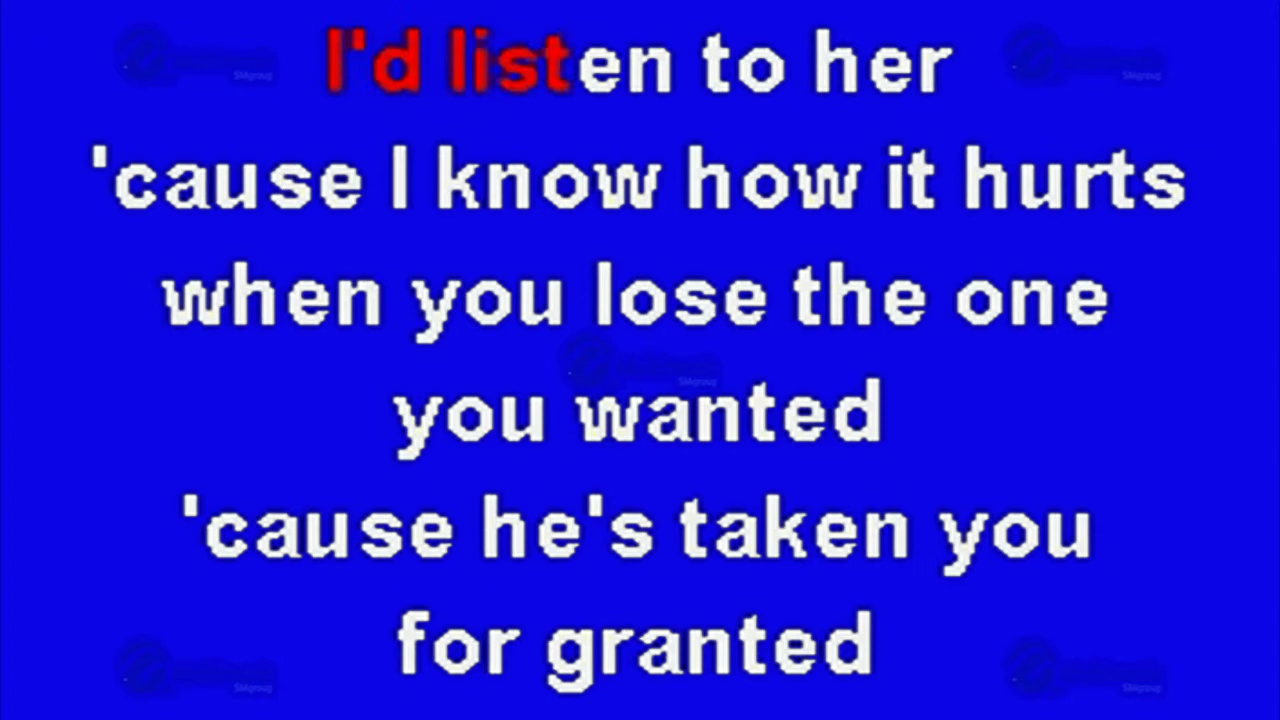 I'd listen to her
'cause I know how it hurts
when you lose the one
you wanted
'cause he's taken you
for granted